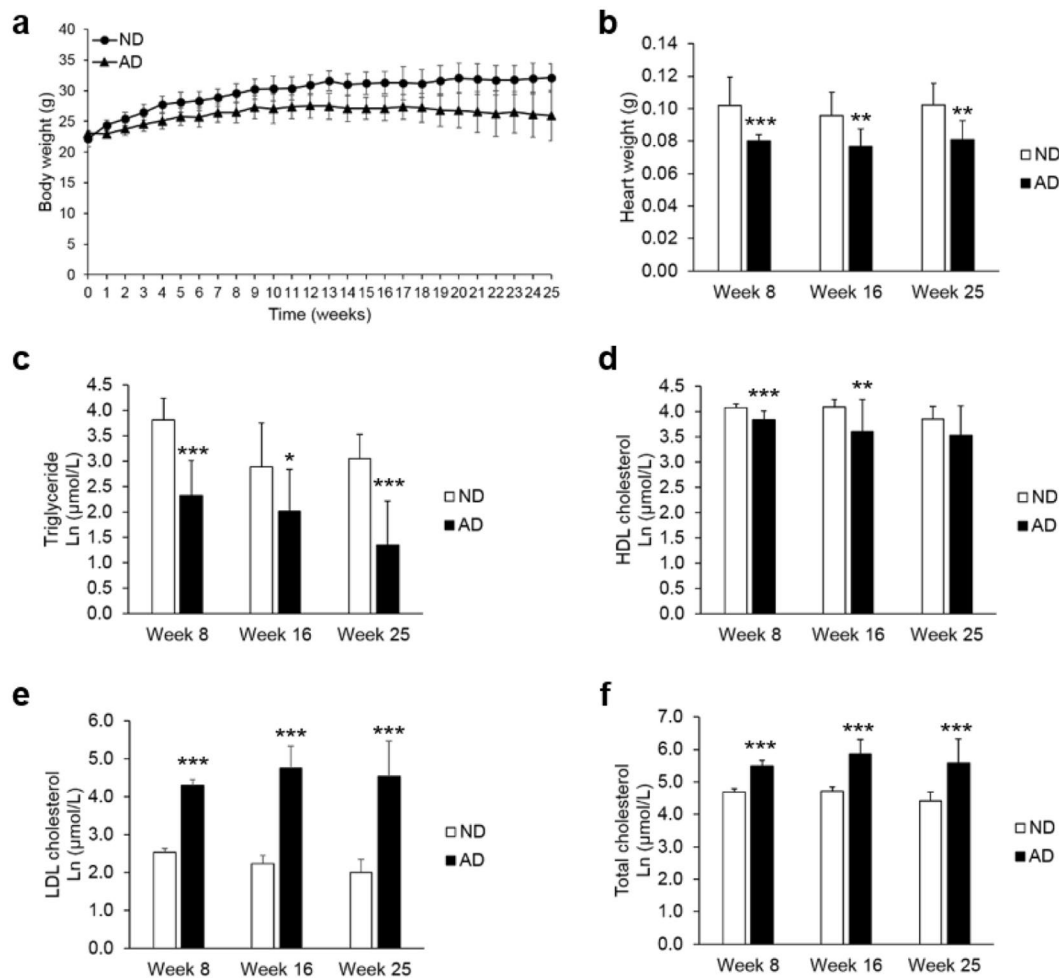 a
ND
AD
Body weight (g)
40
35
30
25
20
15
10
5
0
0 1 2 3 4 5 6 7 8 9 10 11 12 13 14 15 16 17 18 19 20 21 22 23 24 25
Time (weeks)
b
Heart weight (g)
0.14
0.12
0.10
0.08
0.06
0.04
0.02
0.00
*** ** **
Week 8 Week 16 Week 25
ND
AD
c
Triglyceride
Ln (μmol/L)
4.5
4.0
3.5
3.0
2.5
2.0
1.5
1.0
0.5
0.0
*** * ***
Week 8 Week 16 Week 25
ND
AD
d
HDL cholesterol
Ln (μmol/L)
4.5
4.0
3.5
3.0
2.5
2.0
1.5
1.0
0.5
0.0
*** **
Week 8 Week 16 Week 25
ND
AD
e
LDL cholesterol
Ln (μmol/L)
6.0
5.0
4.0
3.0
2.0
1.0
0.0
*** *** ***
Week 8 Week 16 Week 25
ND
AD
f
Total cholesterol
Ln (μmol/L)
7.0
6.0
5.0
4.0
3.0
2.0
1.0
0.0
*** *** ***
Week 8 Week 16 Week 25
ND
AD